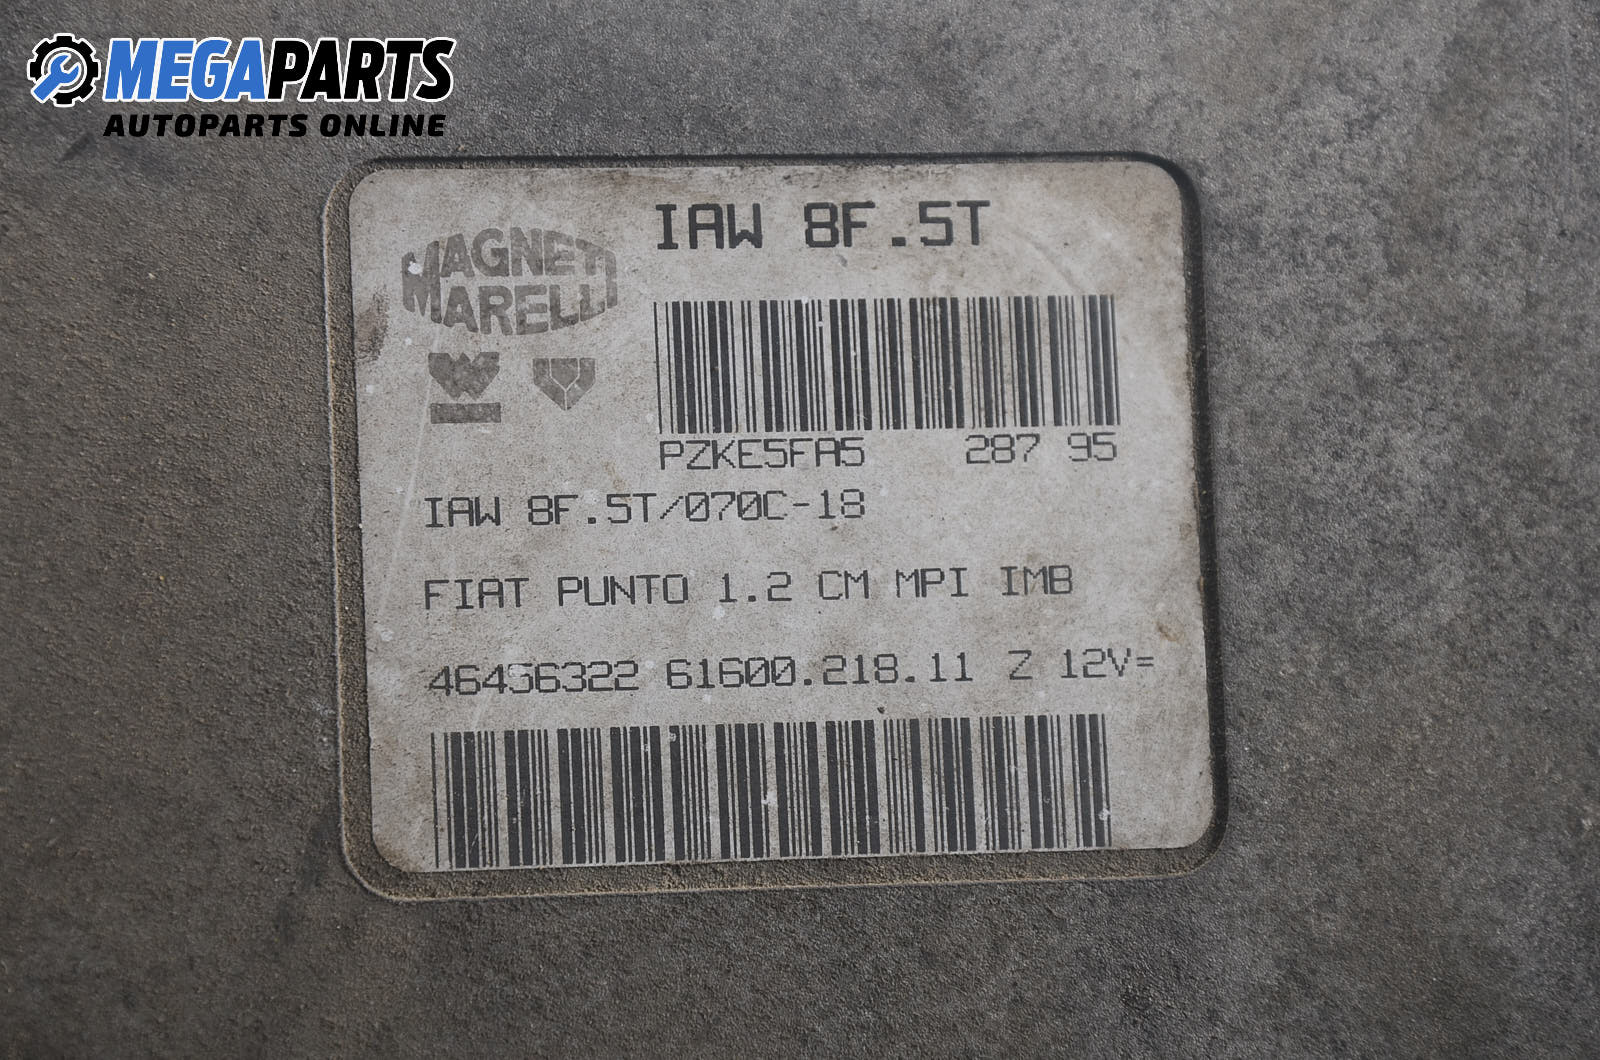 MEGAPARTS
AUTOPARTS ONLINE
IAW 8F.5T
MAGNETI
MARELLI
PZKE5FA5 287 95
IAW 8F.5T/070C-18
FIAT PUNTO 1.2 CM MPI IMB
46456322 61600.218.11 Z 12V=